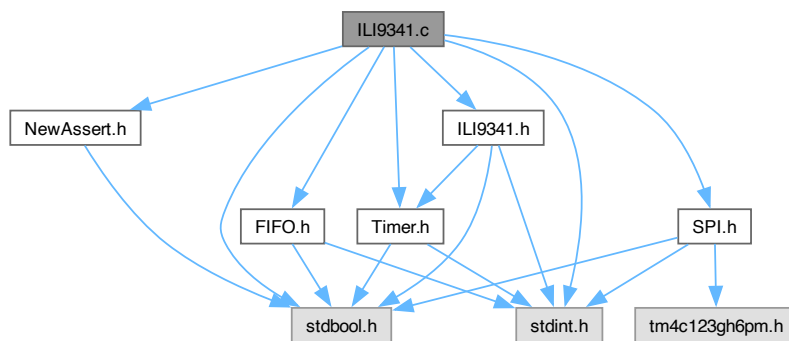 ILI9341.c
NewAssert.h
ILI9341.h
FIFO.h
Timer.h
SPI.h
stdbool.h
stdint.h
tm4c123gh6pm.h